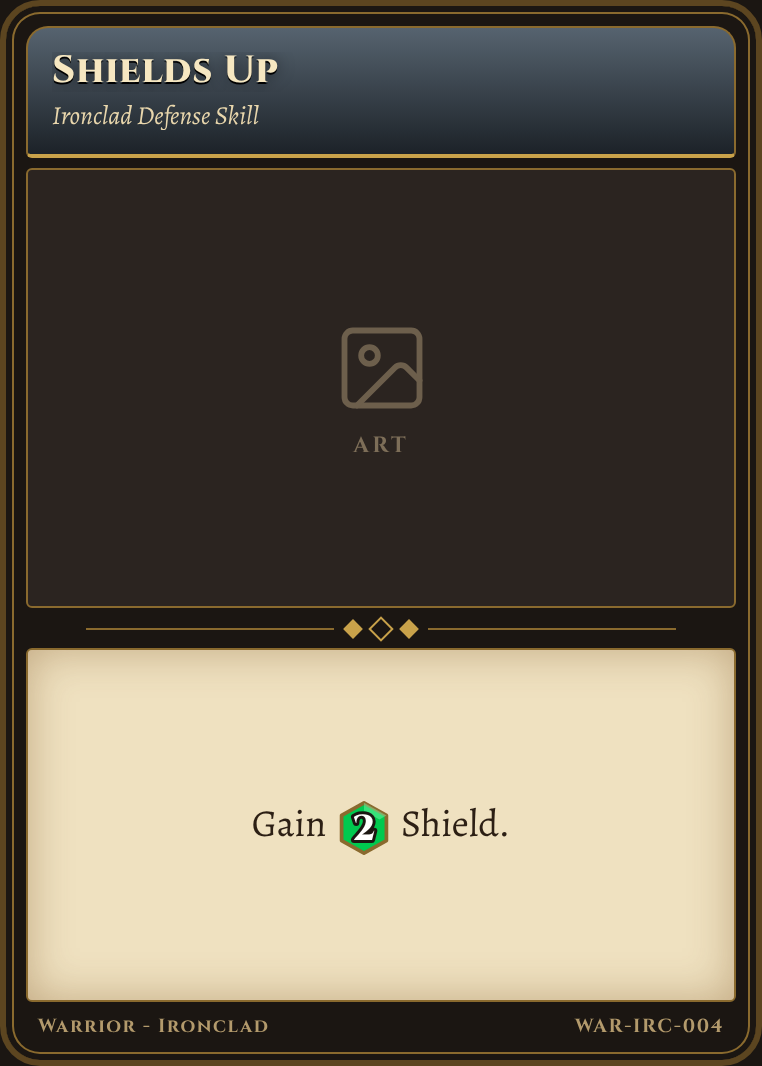 Shields Up
Ironclad Defense Skill
ART
Gain 2 Shield.
Warrior - Ironclad
WAR-IRC-004